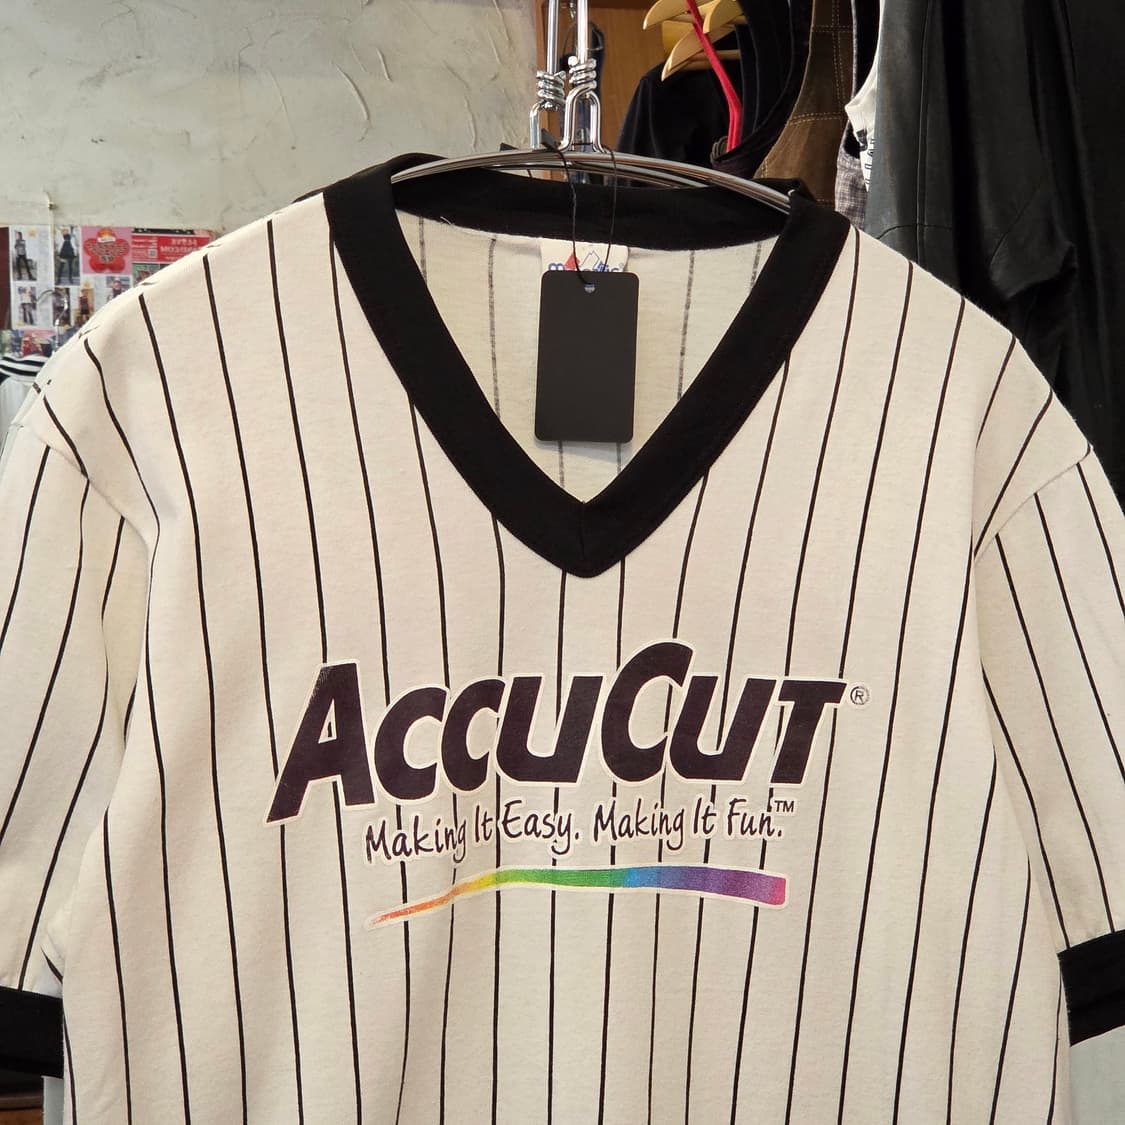 ACCUCUT®
Making It Easy. Making It Fun.™